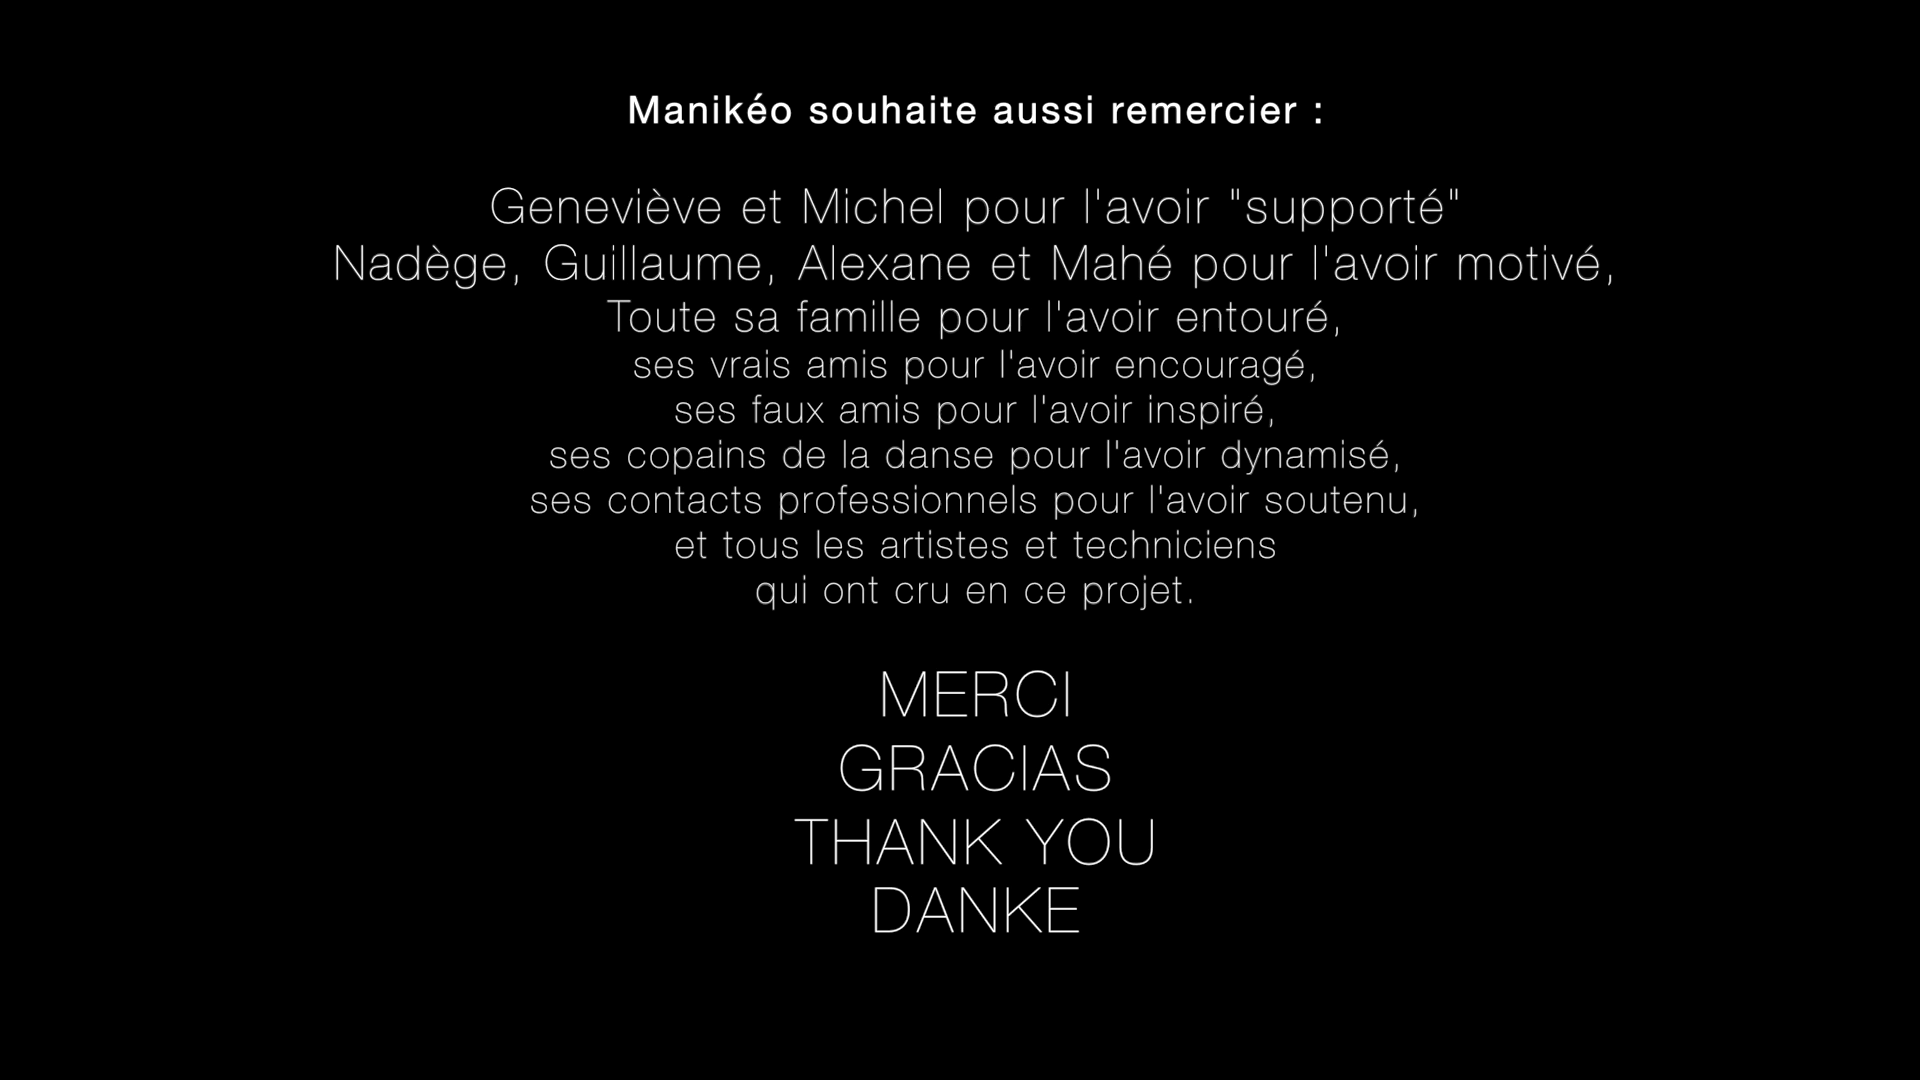 Manikéo souhaite aussi remercier :
Geneviève et Michel pour l'avoir "supporté"
Nadège, Guillaume, Alexane et Mahé pour l'avoir motivé,
Toute sa famille pour l'avoir entouré,
ses vrais amis pour l'avoir encouragé,
ses faux amis pour l'avoir inspiré,
ses copains de la danse pour l'avoir dynamisé,
ses contacts professionnels pour l'avoir soutenu,
et tous les artistes et techniciens
qui ont cru en ce projet.
MERCI
GRACIAS
THANK YOU
DANKE